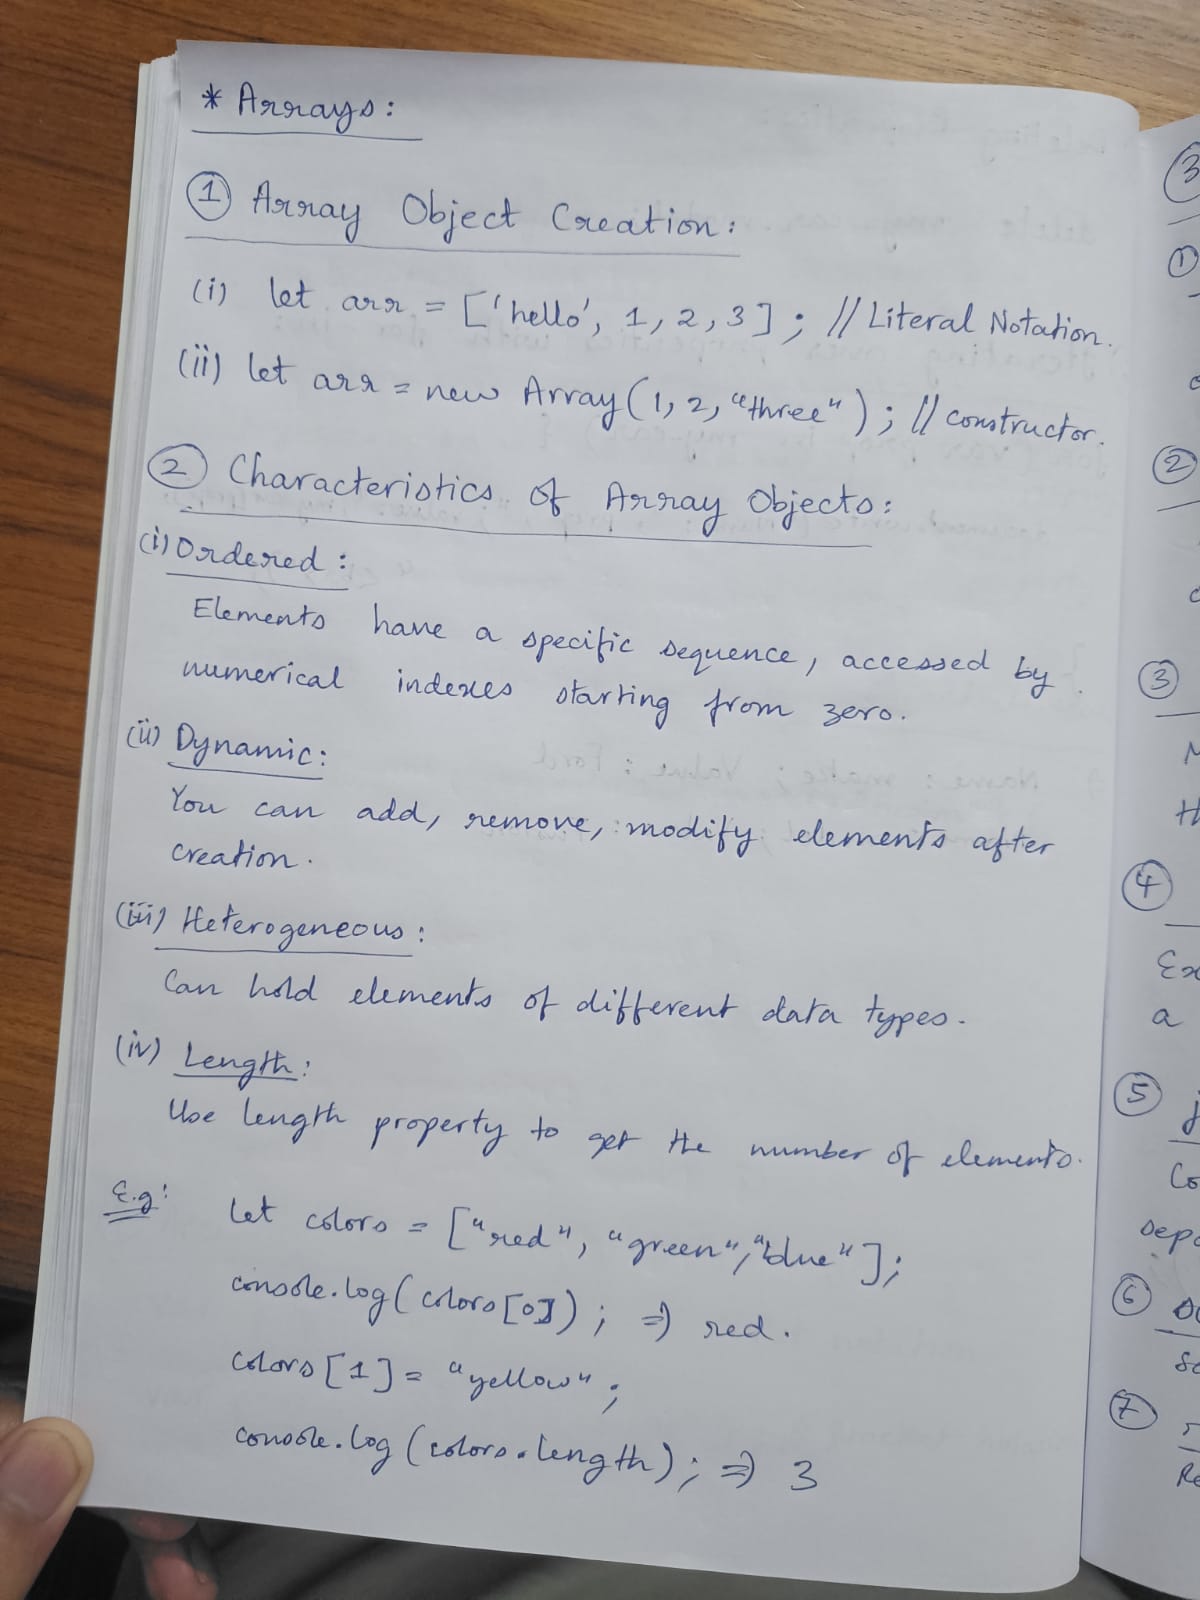 * Arrays:
① Array Object Creation:
(i) let arr = ['hello', 1, 2, 3]; // Literal Notation.
(ii) let arr = new Array(1, 2, "three"); // constructor.
② Characteristics of Array Objects:
(i) Ordered:
Elements have a specific sequence, accessed by
numerical indexes starting from zero.
(ii) Dynamic:
You can add, remove, modify elements after
creation.
(iii) Heterogeneous:
Can hold elements of different data types.
(iv) Length:
Use length property to get the number of elements.
E.g:
let colors = ["red", "green", "blue"];
console.log(colors[0]); => red.
colors[1] = "yellow";
console.log(colors.length); => 3
③
①
②
③
④
a
⑤
⑥
⑦